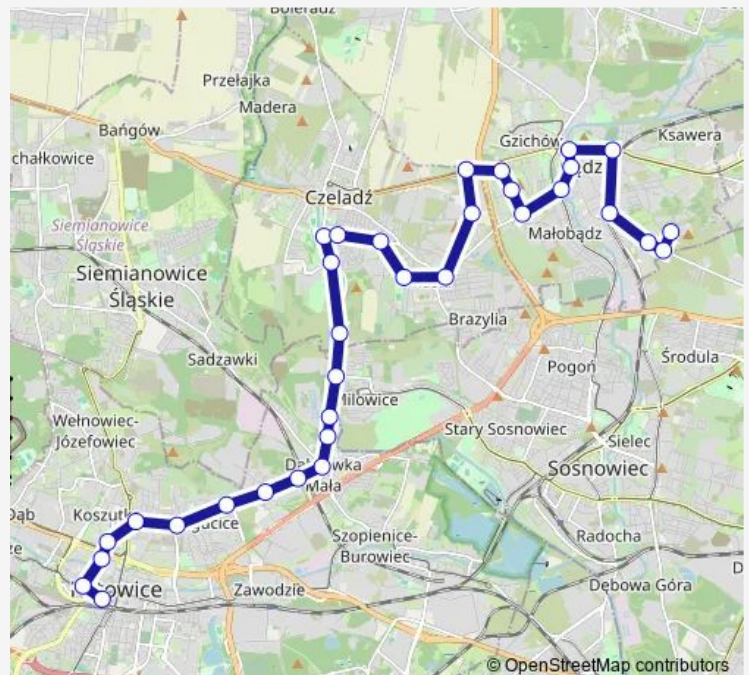 Przełajka
Madera
Bańgów
Gzichów
Ksawera
chałkowice
Czeladź
Siemianowice
Śląskie
Małobądz
Siemianowice
Śląskie
Brazylia
Sadzawki
Pogoń
Środula
Milowice
Wełnowiec-
Józefowiec
Stary Sosnowiec
Sielec
Mała
Sosnowiec
Dąb
Szopienice-
Burowiec
Radocha
Zawodzie
Dębowa Góra
© OpenStreetMap contributors